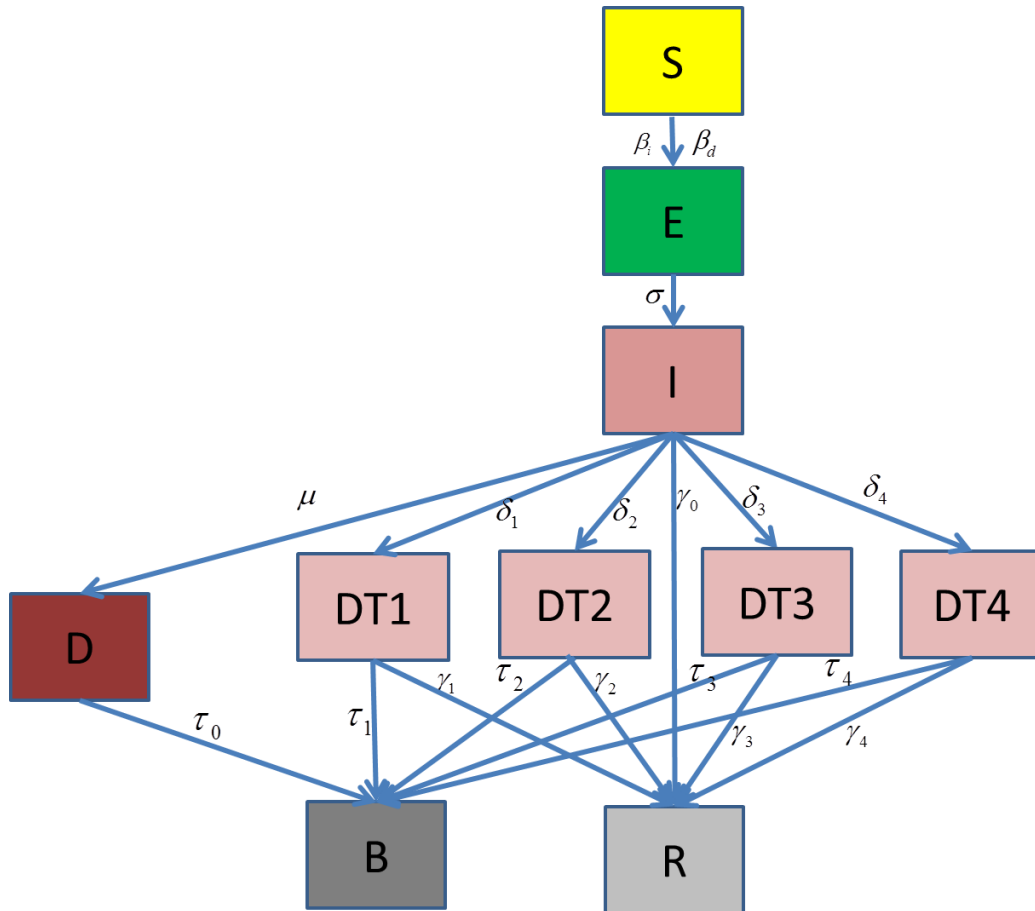 S
βᵢ β_d
E
σ
I
μ δ₁ δ₂ γ₀ δ₃ δ₄
D DT1 DT2 DT3 DT4
τ₀ τ₁ γ₁ τ₂ γ₂ τ₃ γ₃ τ₄ γ₄
B R